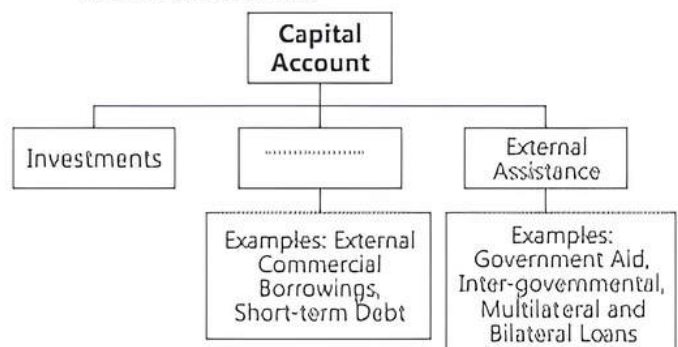 Capital
Account
Investments
.....................
External
Assistance
Examples: External
Commercial
Borrowings,
Short-term Debt
Examples:
Government Aid,
Inter-governmental,
Multilateral and
Bilateral Loans